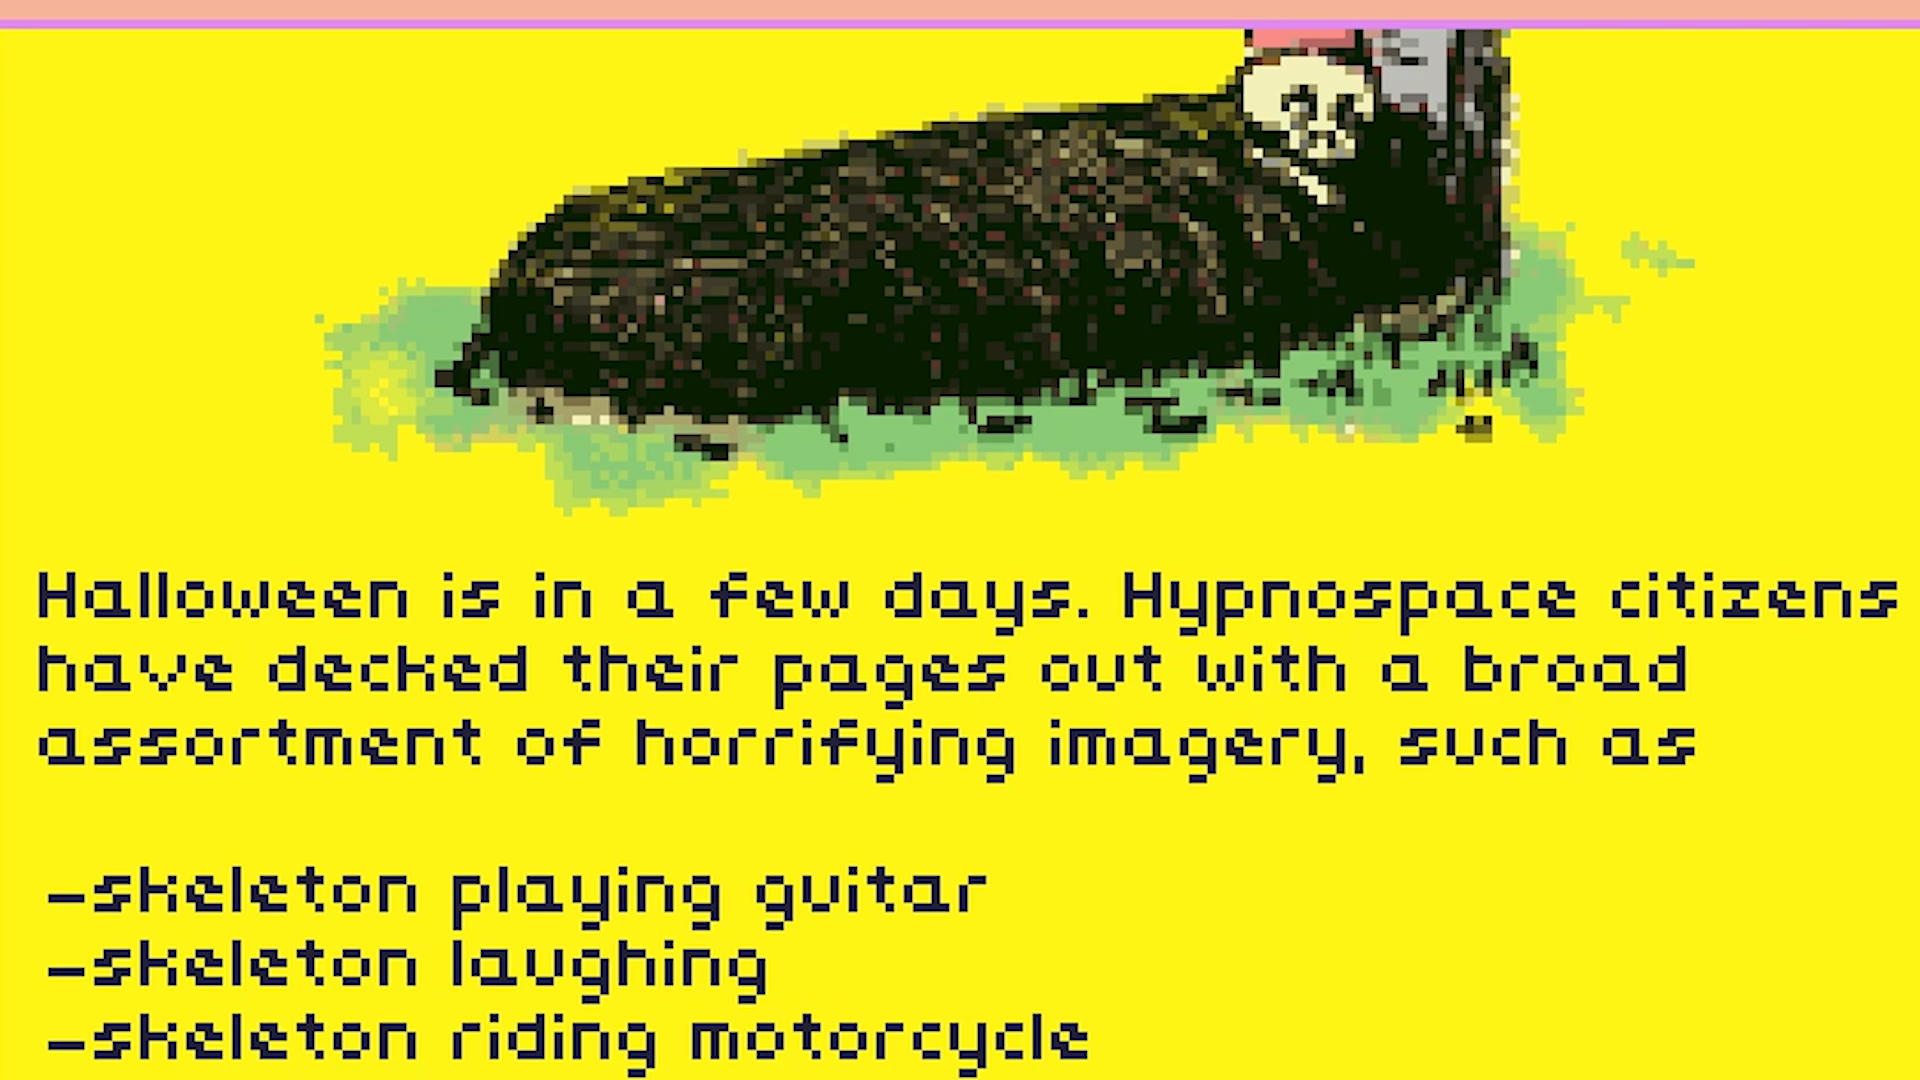 Halloween is in a few days. Hypnospace citizens
have decked their pages out with a broad
assortment of horrifying imagery, such as
-skeleton playing guitar
-skeleton laughing
-skeleton riding motorcycle